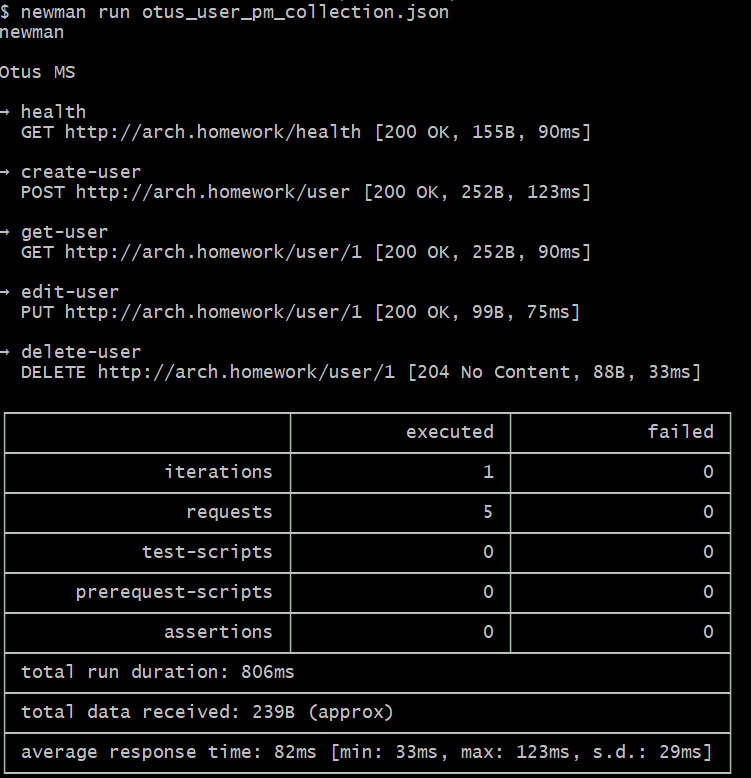 $ newman run otus_user_pm_collection.json
newman
Otus MS
→ health
GET http://arch.homework/health [200 OK, 155B, 90ms]
→ create-user
POST http://arch.homework/user [200 OK, 252B, 123ms]
→ get-user
GET http://arch.homework/user/1 [200 OK, 252B, 90ms]
→ edit-user
PUT http://arch.homework/user/1 [200 OK, 99B, 75ms]
→ delete-user
DELETE http://arch.homework/user/1 [204 No Content, 88B, 33ms]
executed failed
iterations 1 0
requests 5 0
test-scripts 0 0
prerequest-scripts 0 0
assertions 0 0
total run duration: 806ms
total data received: 239B (approx)
average response time: 82ms [min: 33ms, max: 123ms, s.d.: 29ms]